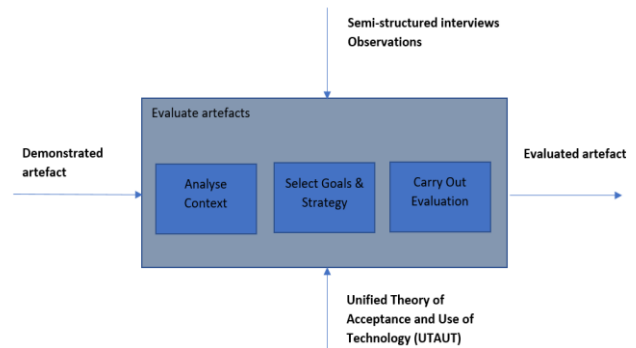 Semi-structured interviews
Observations
Evaluate artefacts
Demonstrated
artefact
Analyse
Context
Select Goals &
Strategy
Carry Out
Evaluation
Evaluated artefact
Unified Theory of
Acceptance and Use of
Technology (UTAUT)